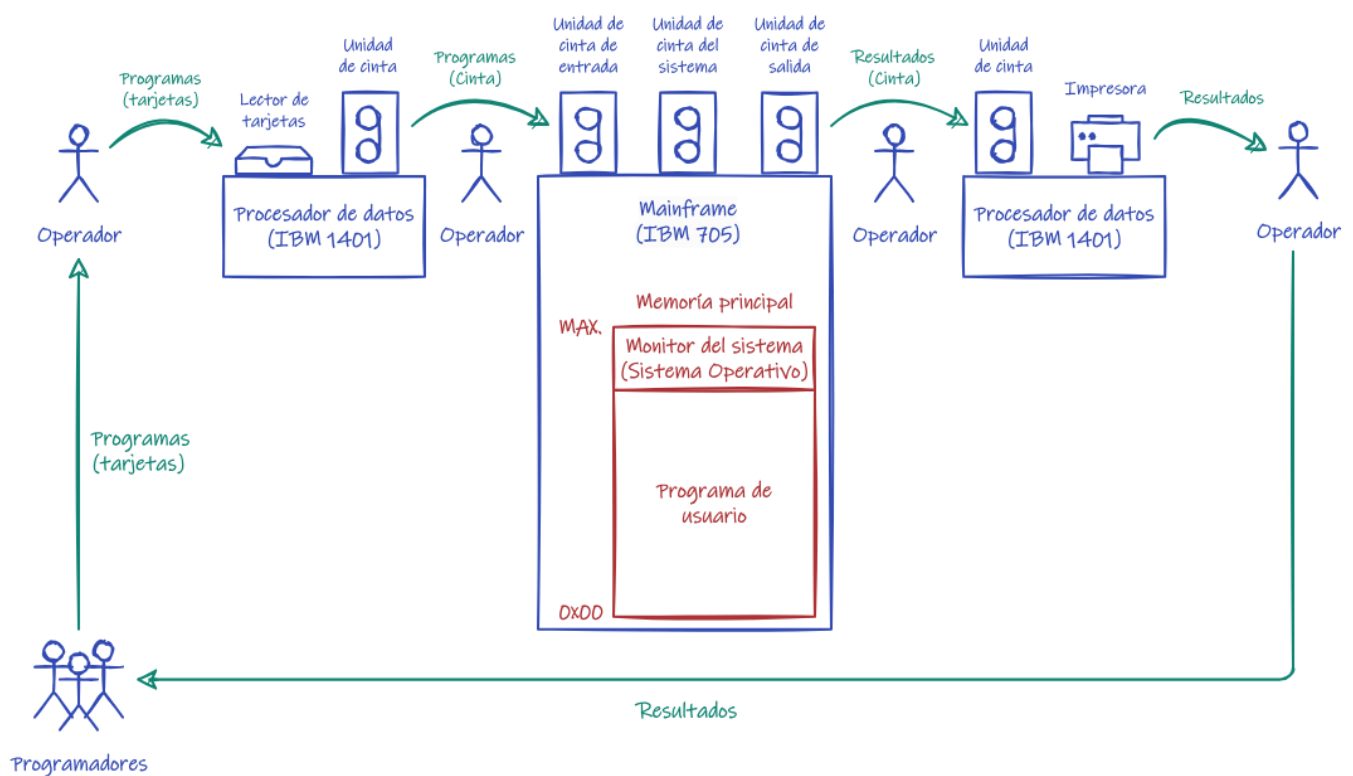 Programas
(tarjetas)
Operador
Lector de
tarjetas
Unidad
de cinta
Procesador de datos
(IBM 1401)
Programas
(Cinta)
Operador
Unidad de
cinta de
entrada
Unidad de
cinta del
sistema
Unidad de
cinta de
salida
Mainframe
(IBM 705)
Memoría principal
MAX.
Monitor del sistema
(Sistema Operativo)
Programa de
usuario
0x00
Resultados
(Cinta)
Operador
Unidad
de cinta
Impresora
Procesador de datos
(IBM 1401)
Resultados
Operador
Programas
(tarjetas)
Resultados
Programadores